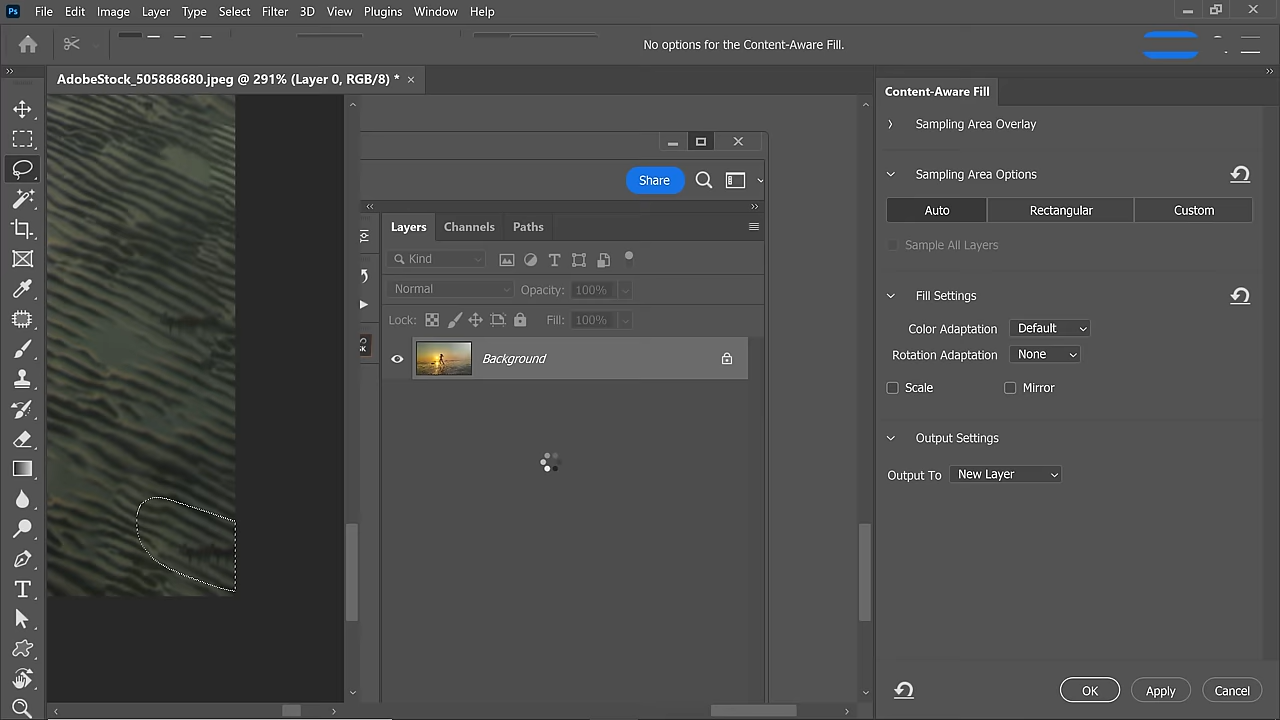 Ps File Edit Image Layer Type Select Filter 3D View Plugins Window Help
No options for the Content-Aware Fill.
AdobeStock_505868680.jpeg @ 291% (Layer 0, RGB/8) * ×
Content-Aware Fill
Sampling Area Overlay
Sampling Area Options
Auto Rectangular Custom
Sample All Layers
Fill Settings
Color Adaptation Default
Rotation Adaptation None
Scale Mirror
Output Settings
Output To New Layer
OK Apply Cancel
Share
Layers Channels Paths
Kind
Normal Opacity: 100%
Lock: Fill: 100%
Background